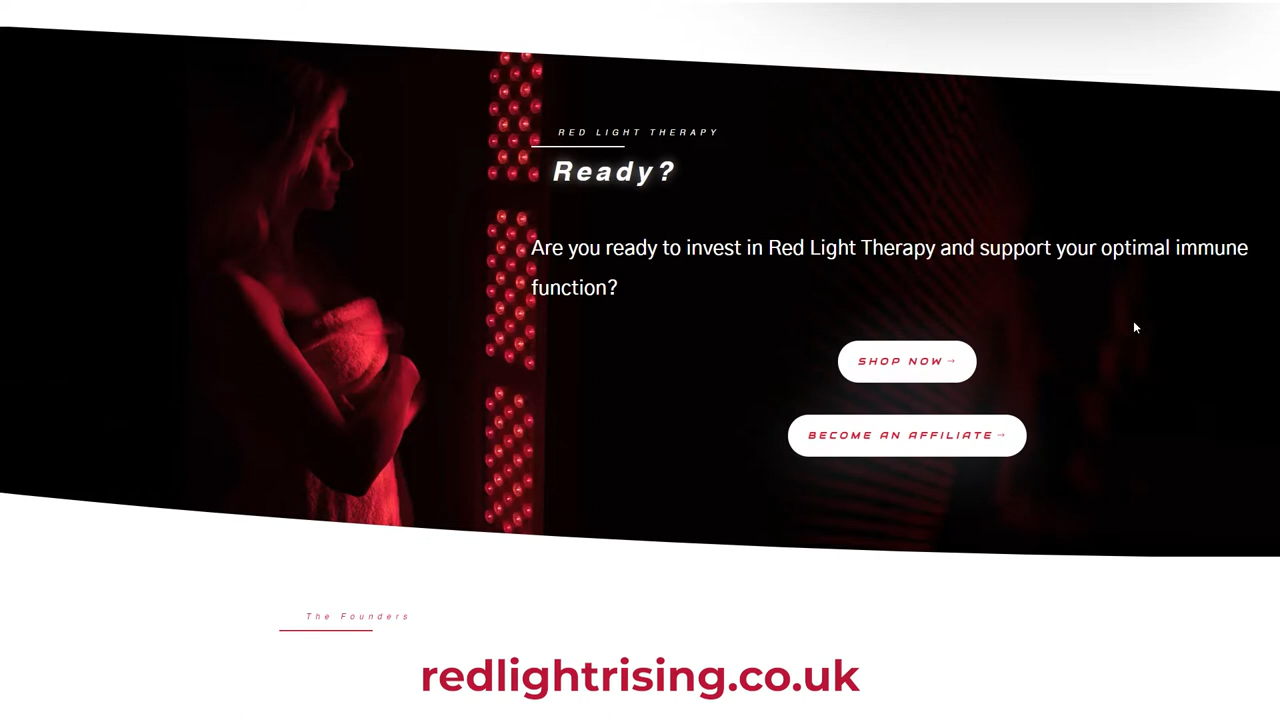 RED LIGHT THERAPY
Ready?
Are you ready to invest in Red Light Therapy and support your optimal immune
function?
SHOP NOW →
BECOME AN AFFILIATE →
The Founders
redlightrising.co.uk